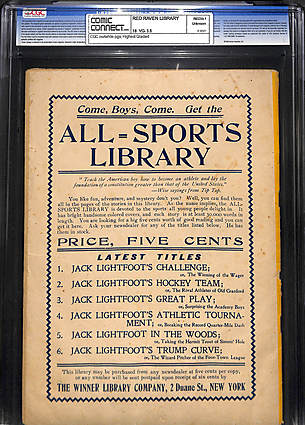 CGC
COMIC
CONNECT.COM
RED RAVEN LIBRARY
18 VG- 3.5
CGC available pgs Highest Graded
Unknown
Come, Boys, Come. Get the
ALL=SPORTS
LIBRARY
"Teach the American boy how to become an athlete and lay the
foundation of a constitution greater than that of the United States."
—Wise sayings from Tip Top.
You like fun, adventure, and mystery don't you? Well, you can find them
all in the pages of the stories in this library. As the name implies, the ALL=
SPORTS LIBRARY is devoted to the sports all young people delight in. It
has bright handsome colored covers, and each story is at least 30,000 words in
length. You are looking for a big five cents worth of good reading and you can
get it here. Ask your newsdealer for any of the titles listed below. He has
them in stock.
PRICE, FIVE CENTS
LATEST TITLES
1. JACK LIGHTFOOT'S CHALLENGE;
or, The Winning of the Wager
2. JACK LIGHTFOOT'S HOCKEY TEAM;
or, The Rival Athletes of Old Cranford
3. JACK LIGHTFOOT'S GREAT PLAY;
or, Surprising the Academy Boys
4. JACK LIGHTFOOT'S ATHLETIC TOURNA-
MENT; or, Breaking the Record Quarter-Mile Dash
5. JACK LIGHTFOOT IN THE WOODS;
or, Taking the Hermit Trout of Simms' Hole
6. JACK LIGHTFOOT'S TRUMP CURVE;
or, The Wizard Pitcher of the Four-Town League
This library may be purchased from any newsdealer at five cents per copy,
or any number will be sent postpaid upon receipt of six cents by
THE WINNER LIBRARY COMPANY, 2 Duane St., NEW YORK